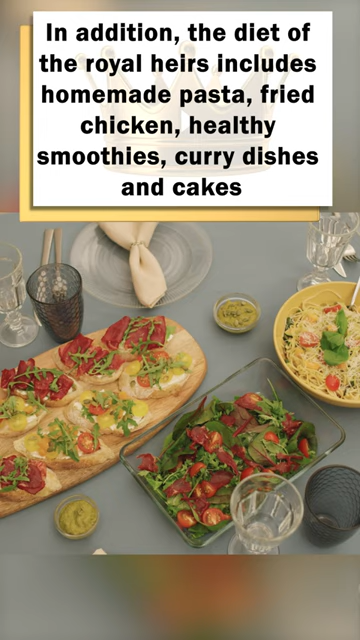 In addition, the diet of
the royal heirs includes
homemade pasta, fried
chicken, healthy
smoothies, curry dishes
and cakes